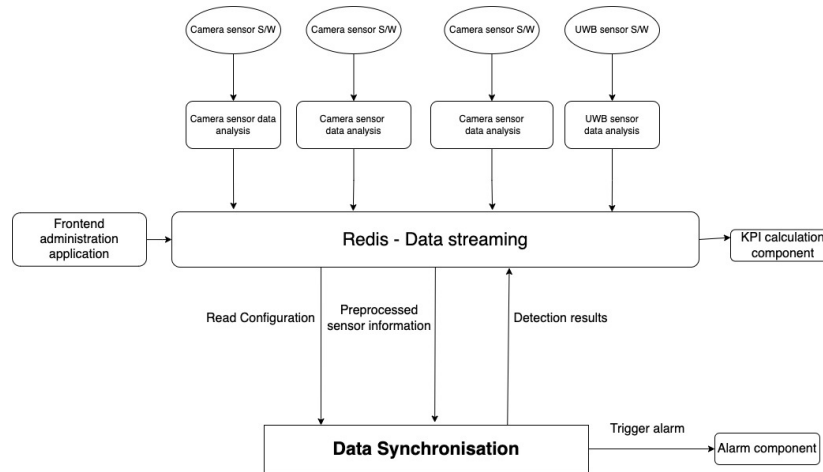 Camera sensor S/W
Camera sensor S/W
Camera sensor S/W
UWB sensor S/W
Camera sensor data
analysis
Camera sensor
data analysis
Camera sensor
data analysis
UWB sensor
data analysis
Frontend
administration
application
Redis - Data streaming
KPI calculation
component
Read Configuration
Preprocessed
sensor information
Detection results
Data Synchronisation
Trigger alarm
Alarm component